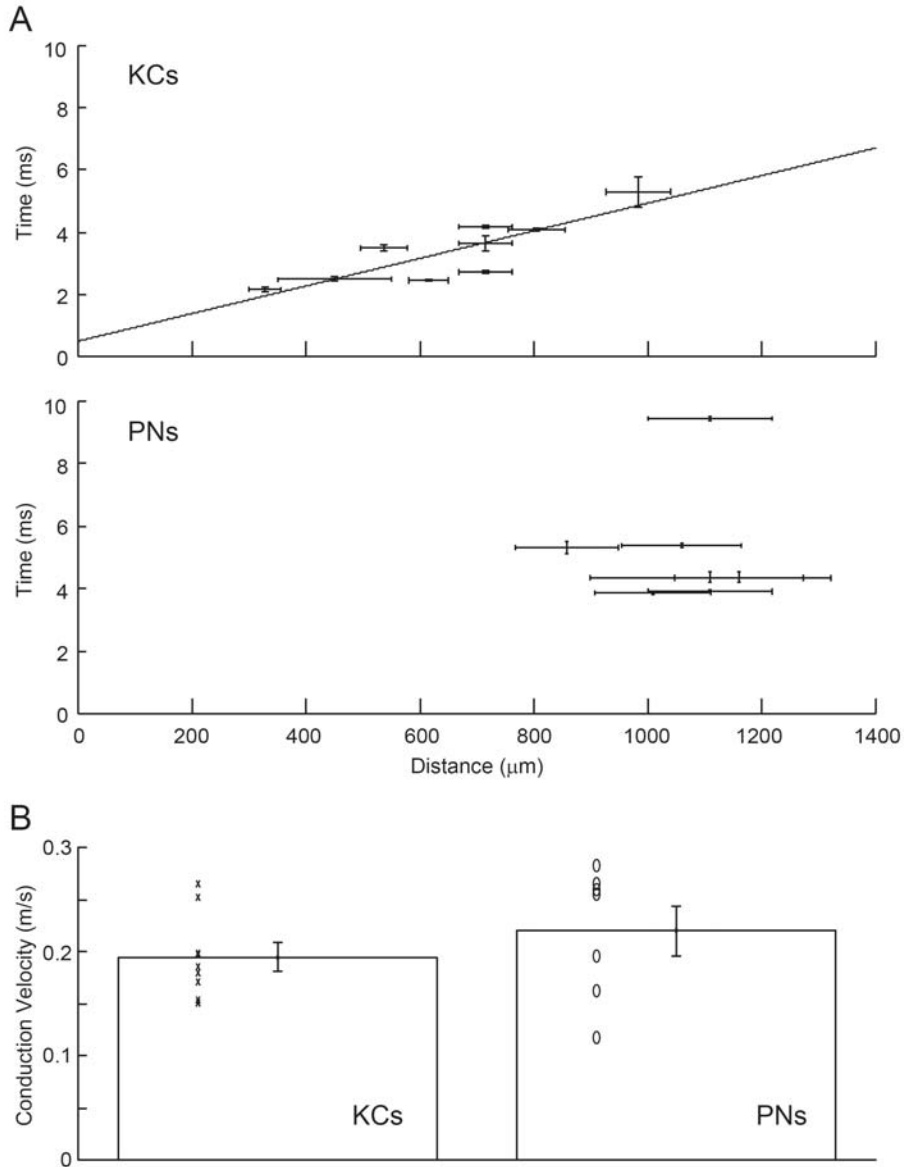 A
KCs
Time (ms)
10
8
6
4
2
0
PNs
Time (ms)
10
8
6
4
2
0
0 200 400 600 800 1000 1200 1400
Distance (μm)
B
Conduction Velocity (m/s)
0.3
0.2
0.1
0
KCs
PNs